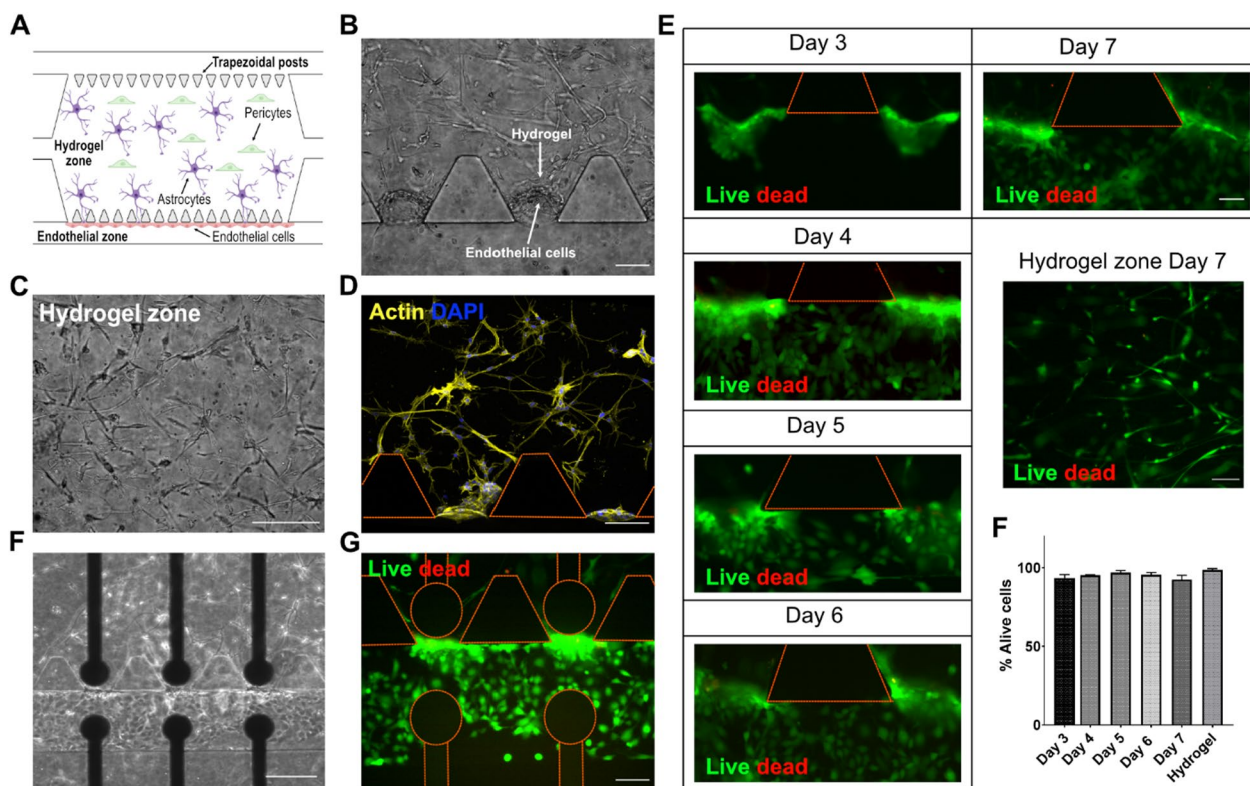 A
Trapezoidal posts
Pericytes
Hydrogel
zone
Astrocytes
Endothelial zone
Endothelial cells
B
Hydrogel
Endothelial cells
C
Hydrogel zone
D
Actin DAPI
F
G
Live dead
E
Day 3
Live dead
Day 7
Live dead
Day 4
Live dead
Hydrogel zone Day 7
Live dead
Day 5
Live dead
Day 6
Live dead
F
% Alive cells
100
50
0
Day 3
Day 4
Day 5
Day 6
Day 7
Hydrogel